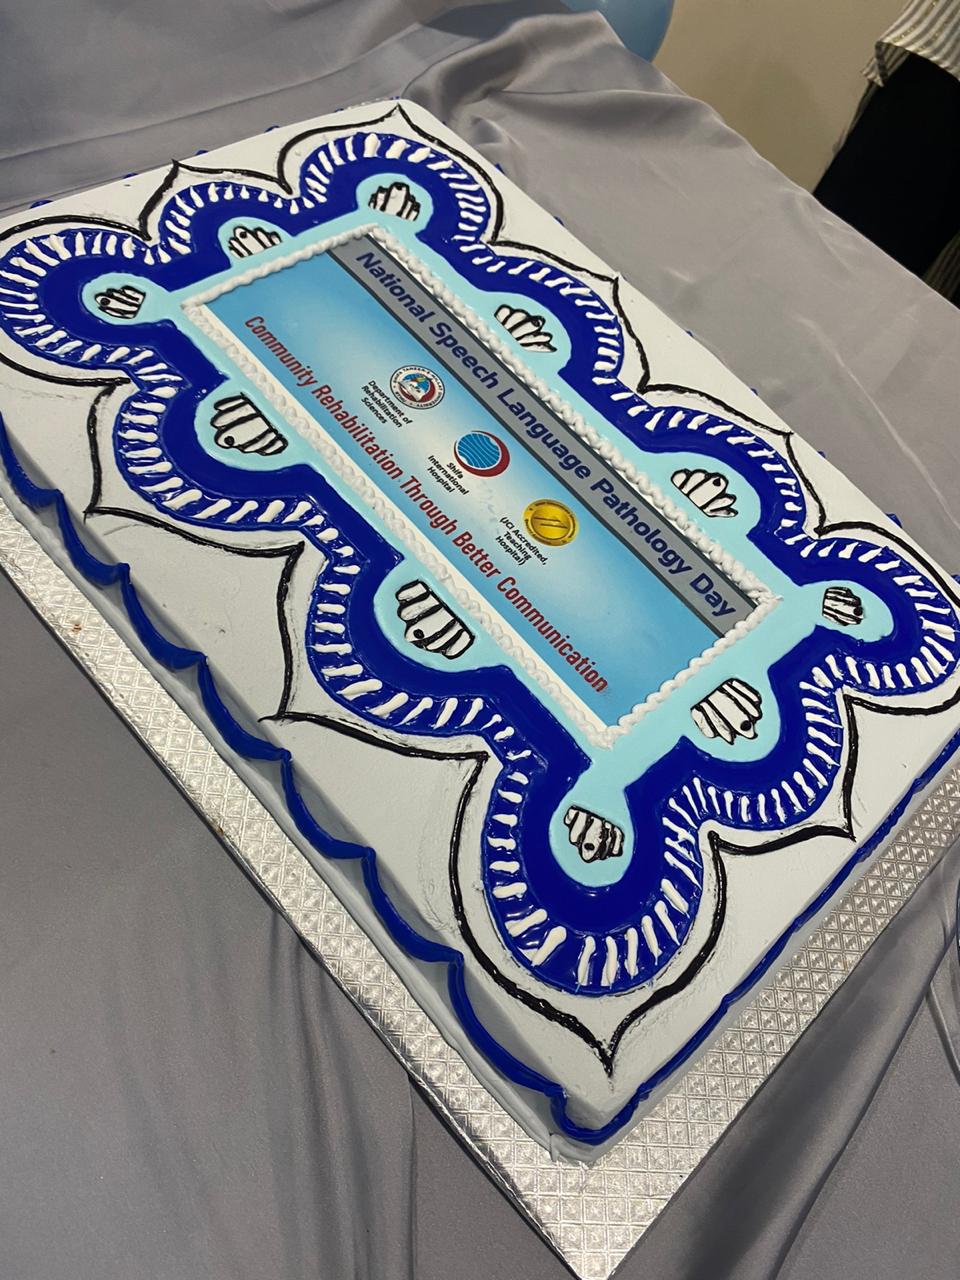 National Speech Language Pathology Day
Department of
Rehabilitation
Sciences
Shifa
International
Hospital
(JCI Accredited,
Teaching
Hospital)
Community Rehabilitation Through Better Communication